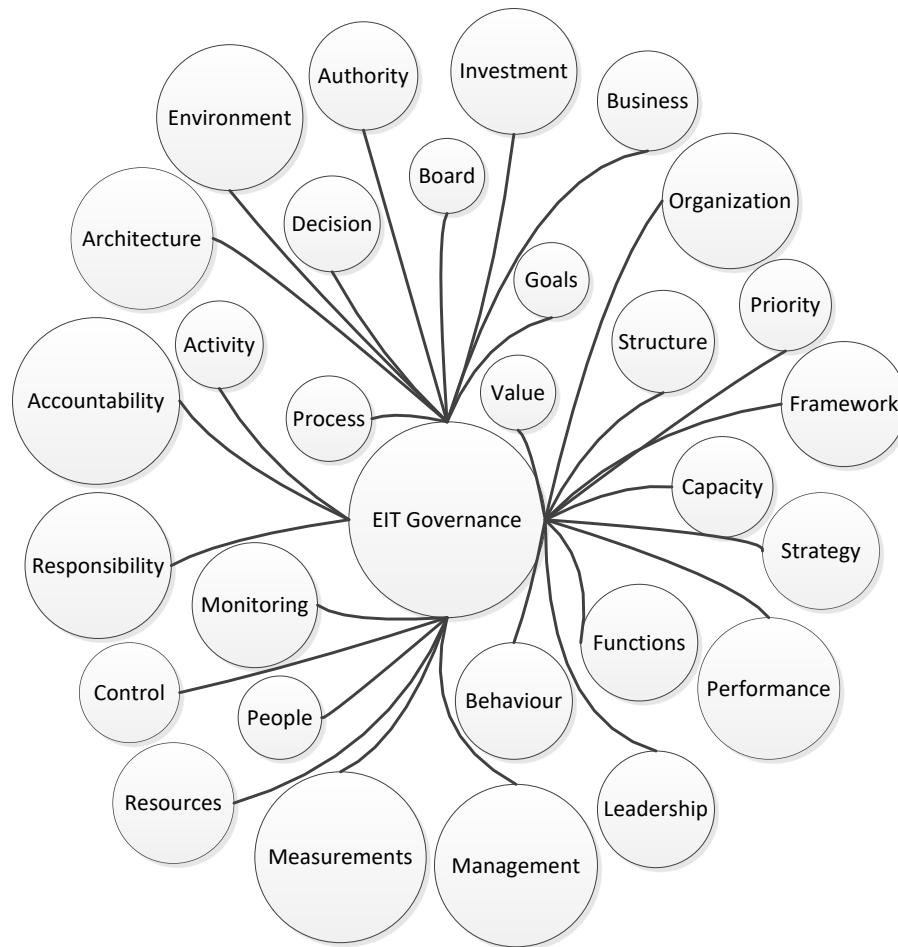 Investment
Authority
Business
Environment
Board
Organization
Decision
Architecture
Goals
Priority
Structure
Activity
Value
Accountability
Framework
Process
Capacity
EIT Governance
Strategy
Responsibility
Monitoring
Functions
Performance
Control
Behaviour
People
Resources
Leadership
Measurements
Management